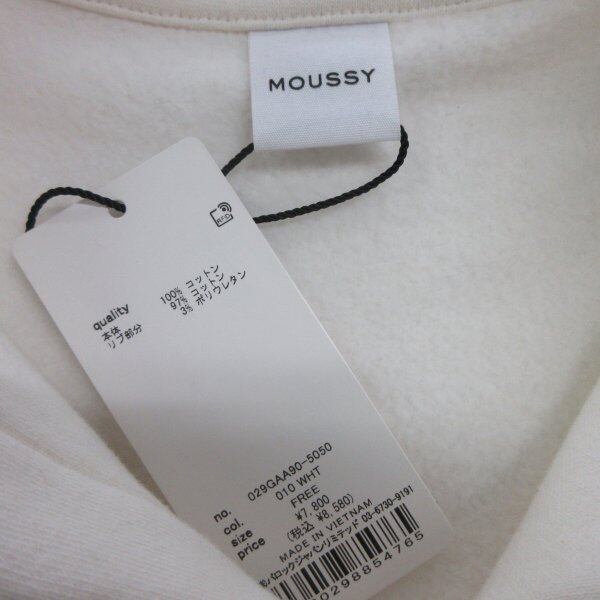 MOUSSY
RFID
quality
本体 100% コットン
リブ部分 97% コットン
3% ポリウレタン
no. 029GAA90-5050
col. 010 WHT
size FREE
price ¥7,800
(税込 ¥8,580)
MADE IN VIETNAM
㈱バロックジャパンリミテッド 03-6730-9191
00298854765